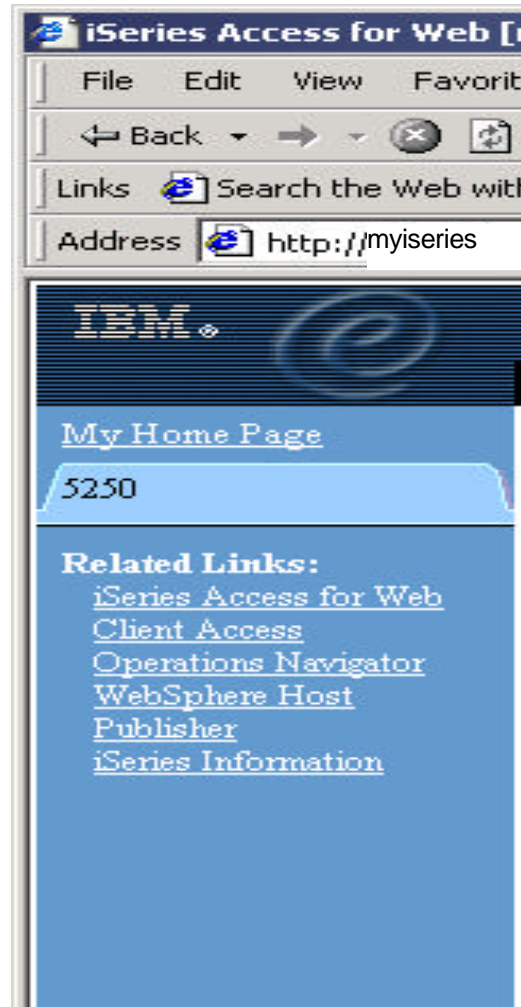 iSeries Access for Web [
File Edit View Favorit
Back
Links Search the Web with
Address http://myiseries
IBM
My Home Page
5250
Related Links:
iSeries Access for Web
Client Access
Operations Navigator
WebSphere Host
Publisher
iSeries Information